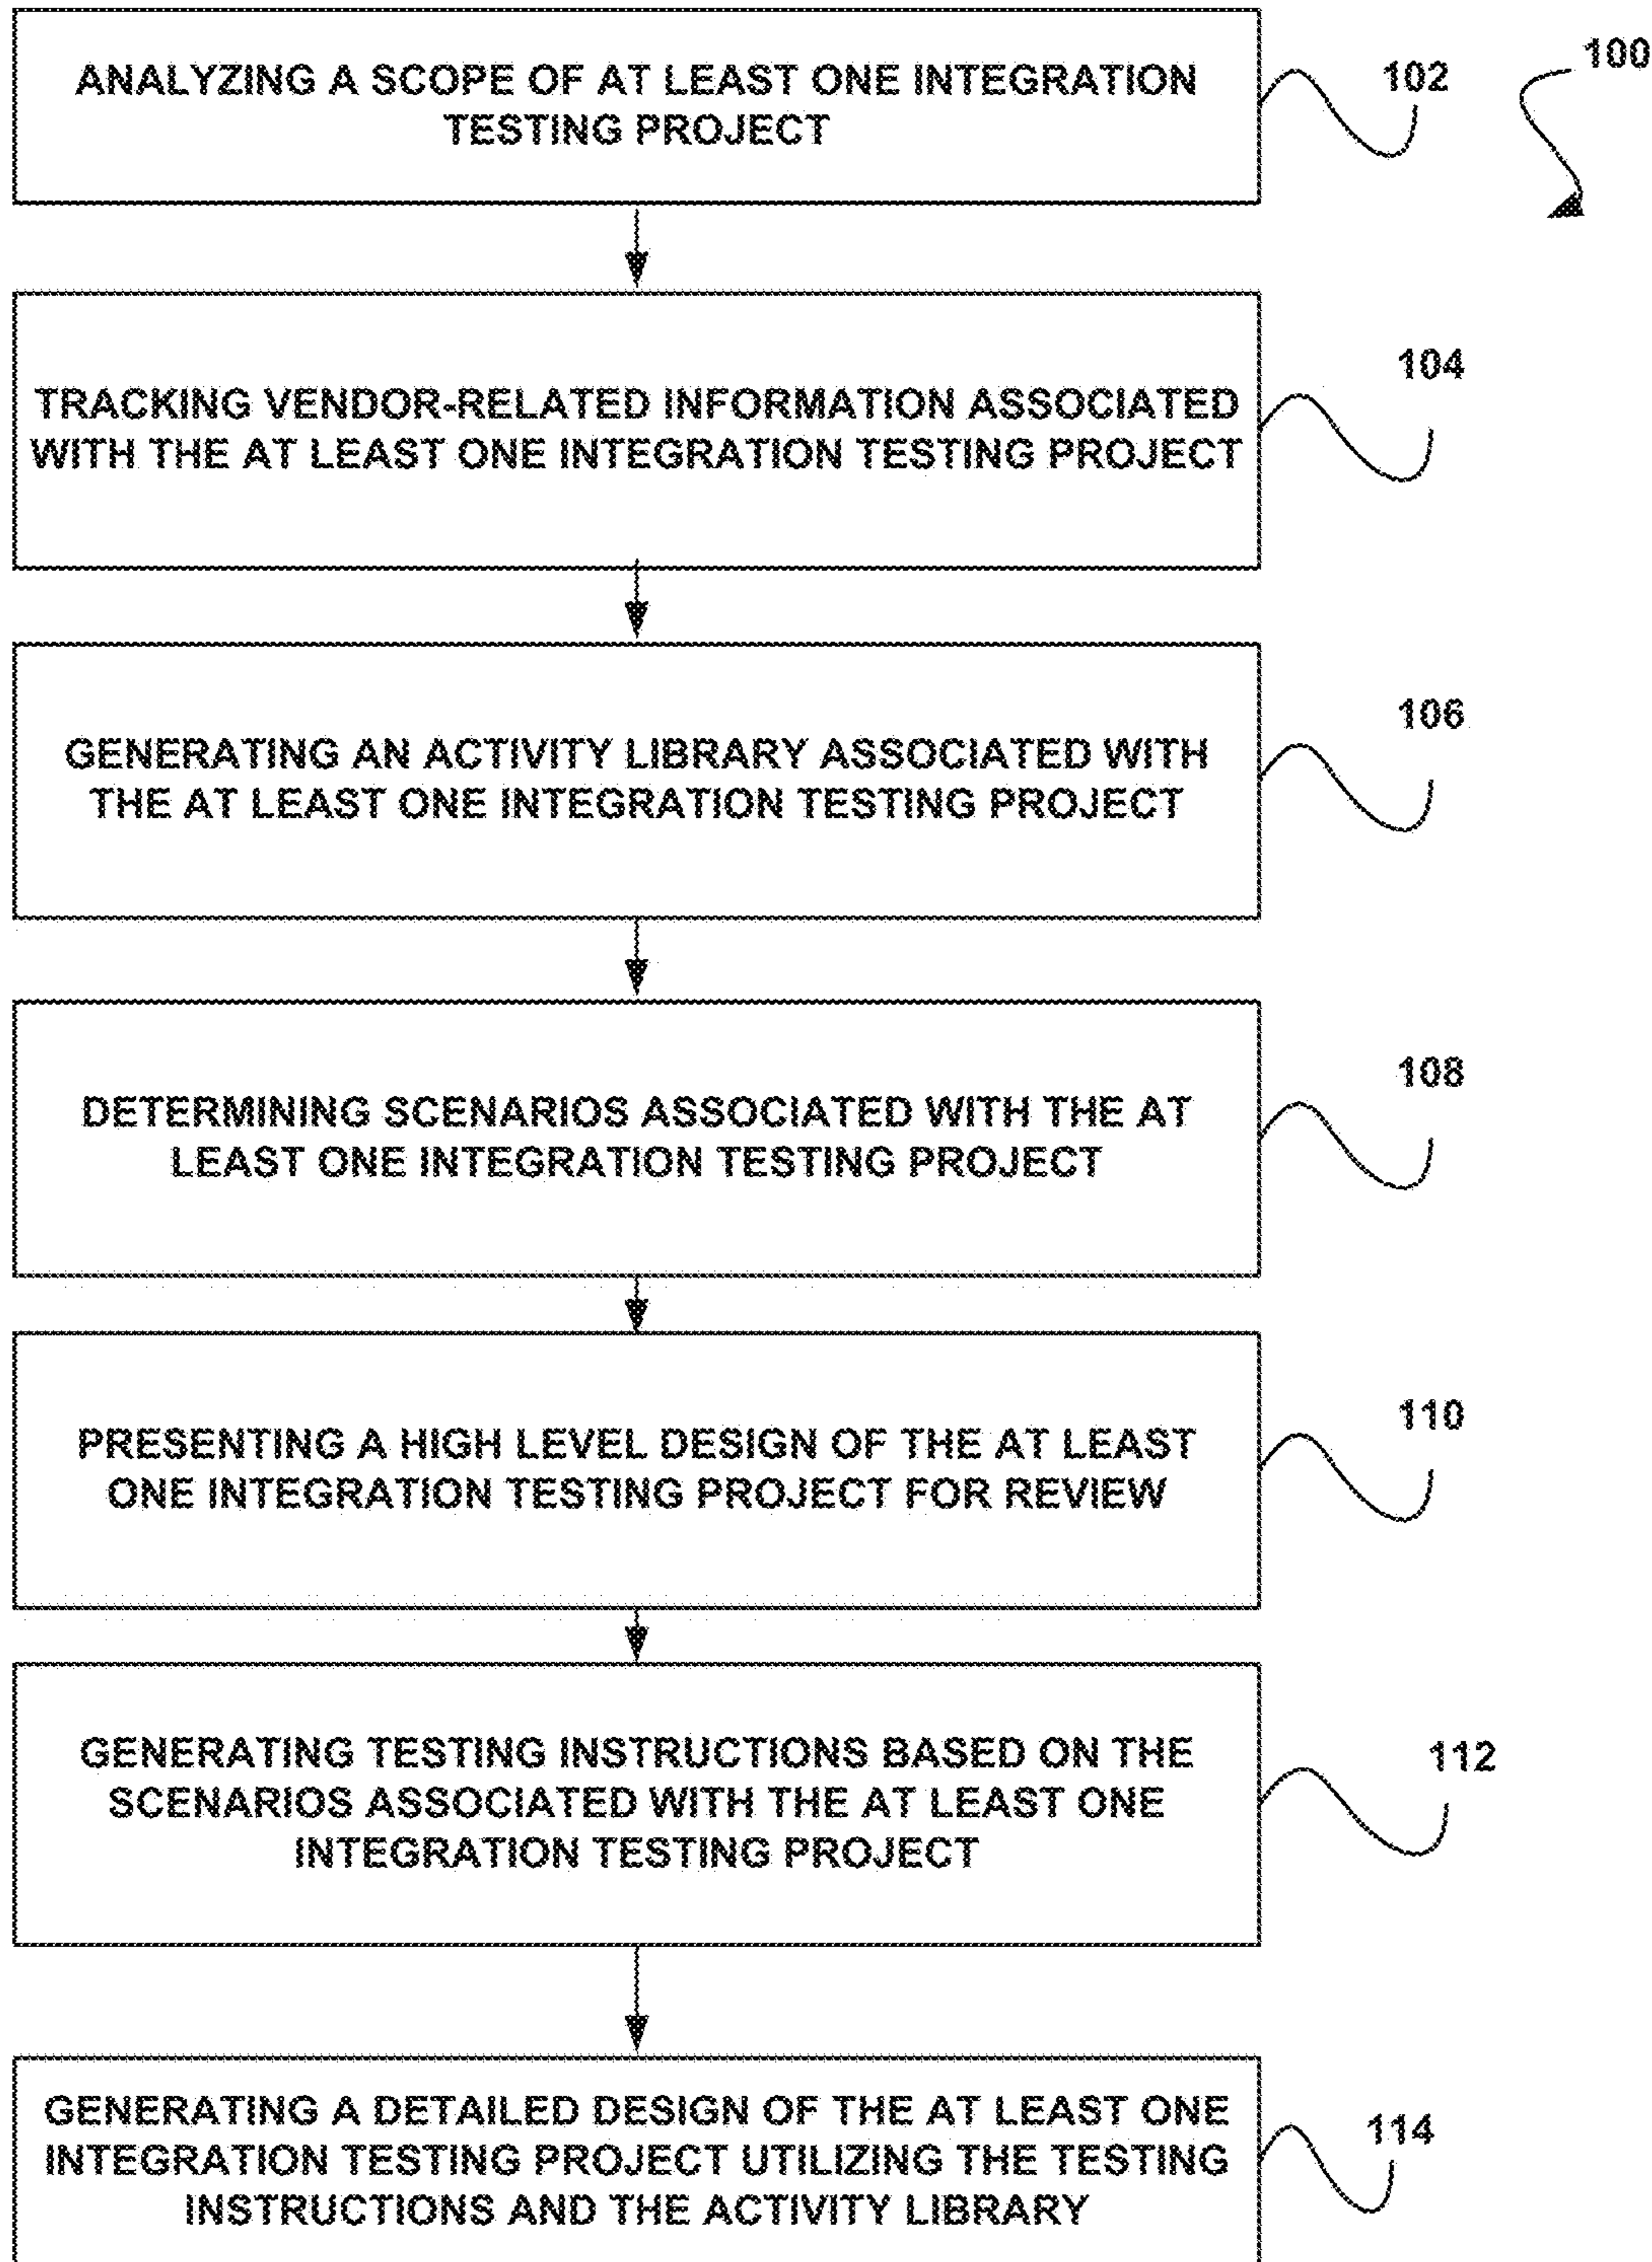 ANALYZING A SCOPE OF AT LEAST ONE INTEGRATION
TESTING PROJECT
102
100
TRACKING VENDOR-RELATED INFORMATION ASSOCIATED
WITH THE AT LEAST ONE INTEGRATION TESTING PROJECT
104
GENERATING AN ACTIVITY LIBRARY ASSOCIATED WITH
THE AT LEAST ONE INTEGRATION TESTING PROJECT
106
DETERMINING SCENARIOS ASSOCIATED WITH THE AT
LEAST ONE INTEGRATION TESTING PROJECT
108
PRESENTING A HIGH LEVEL DESIGN OF THE AT LEAST
ONE INTEGRATION TESTING PROJECT FOR REVIEW
110
GENERATING TESTING INSTRUCTIONS BASED ON THE
SCENARIOS ASSOCIATED WITH THE AT LEAST ONE
INTEGRATION TESTING PROJECT
112
GENERATING A DETAILED DESIGN OF THE AT LEAST ONE
INTEGRATION TESTING PROJECT UTILIZING THE TESTING
INSTRUCTIONS AND THE ACTIVITY LIBRARY
114